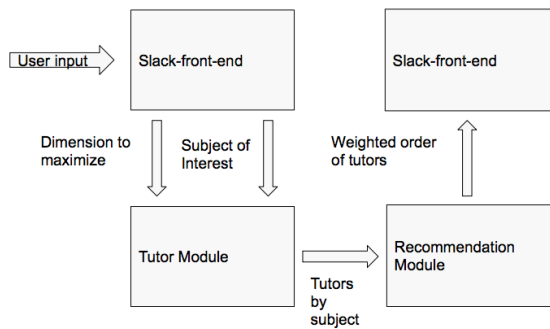 User input
Slack-front-end
Slack-front-end
Dimension to
maximize
Subject of
Interest
Weighted order
of tutors
Tutor Module
Recommendation
Module
Tutors
by
subject